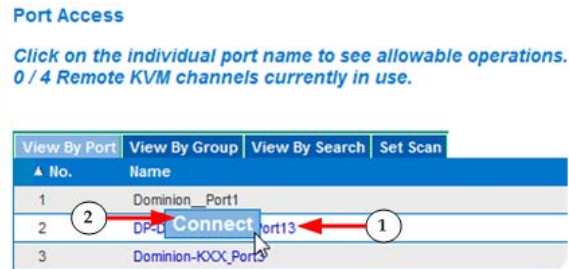 Port Access
Click on the individual port name to see allowable operations.
0 / 4 Remote KVM channels currently in use.
View By Port View By Group View By Search Set Scan
▲ No. Name
1 Dominion__Port1
2 Connect 1
2 Port13
3 Dominion-KXX_Port3